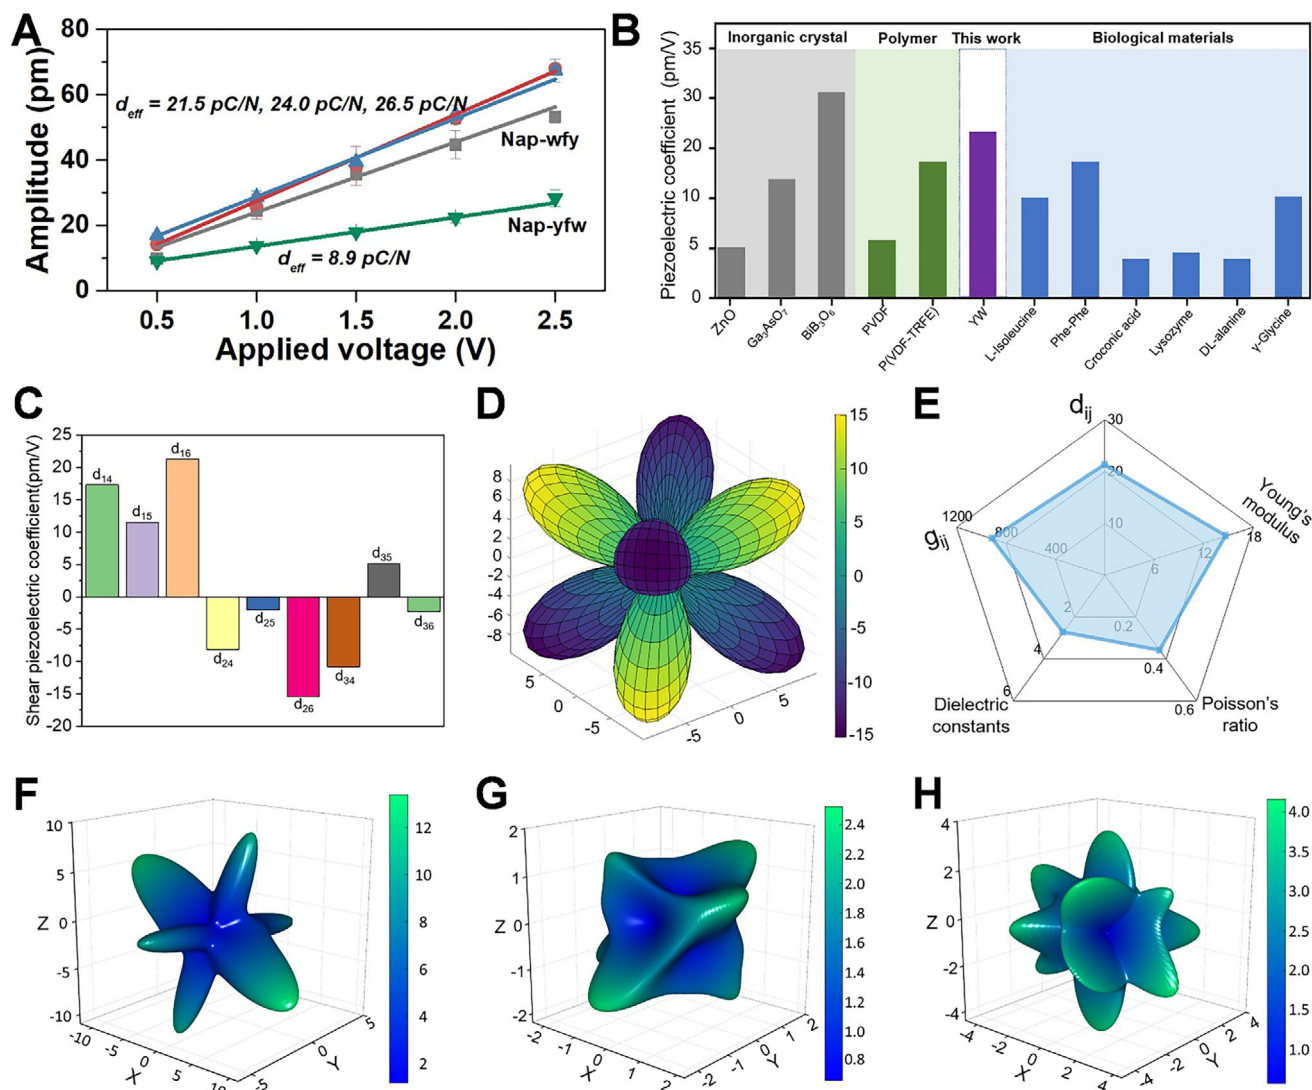 A
80
60
40
20
0
Amplitude (pm)
d_eff = 21.5 pC/N, 24.0 pC/N, 26.5 pC/N
Nap-wfy
Nap-yfw
d_eff = 8.9 pC/N
0.5 1.0 1.5 2.0 2.5
Applied voltage (V)
B
Inorganic crystal Polymer This work Biological materials
Piezoelectric coefficient (pm/V)
35
30
20
10
5
0
ZnO
Ga₃AsO₇
BiB₃O₆
PVDF
P(VDF-TRFE)
YW
L-Isoleucine
Phe-Phe
Croconic acid
Lysozyme
DL-alanine
γ-Glycine
C
Shear piezoelectric coefficient(pm/V)
25
20
15
10
5
0
-5
-10
-15
-20
d₁₄
d₁₅
d₁₆
d₂₄
d₂₅
d₂₆
d₃₄
d₃₅
d₃₆
D
8
6
4
2
0
-2
-4
-6
-8
5
0
-5
-5
0
5
15
10
5
0
-5
-10
-15
E
d_ij
30
20
10
Young's
modulus
18
12
6
Poisson's
ratio
0.6
0.4
0.2
Dielectric
constants
6
4
2
g_ij
1200
800
400
F
10
5
Z 0
-5
-10
-10 -5 0 5 10
X
-5 0 5
Y
12
10
8
6
4
2
G
2
1
Z 0
-1
-2
-2 -1 0 1 2
X
-2 -1 0 1 2
Y
2.4
2.2
2.0
1.8
1.6
1.4
1.2
1.0
0.8
H
4
2
Z 0
-2
-4
-4 -2 0 2 4
X
-4 -2 0 2 4
Y
4.0
3.5
3.0
2.5
2.0
1.5
1.0